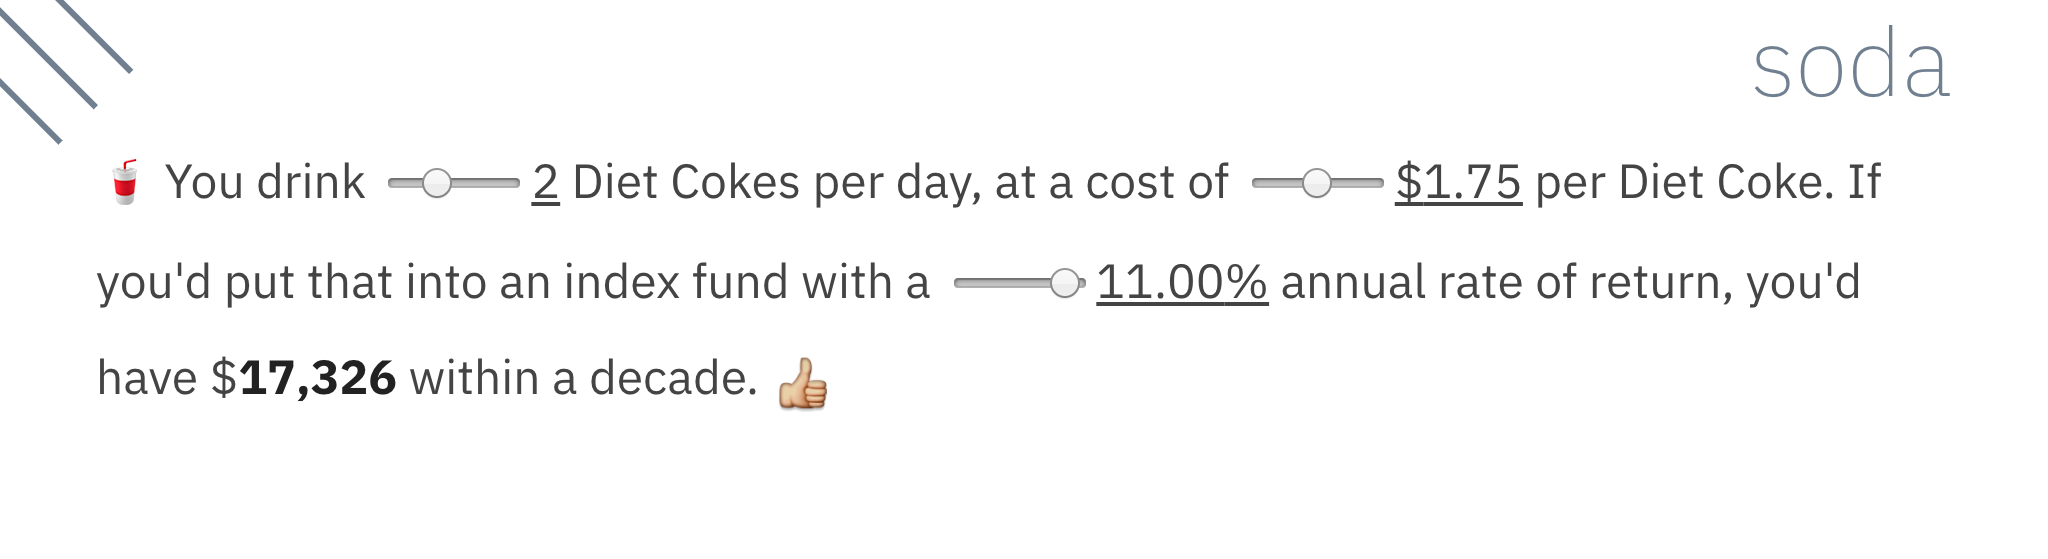 soda
You drink 2 Diet Cokes per day, at a cost of $1.75 per Diet Coke. If
you'd put that into an index fund with a 11.00% annual rate of return, you'd
have $17,326 within a decade.